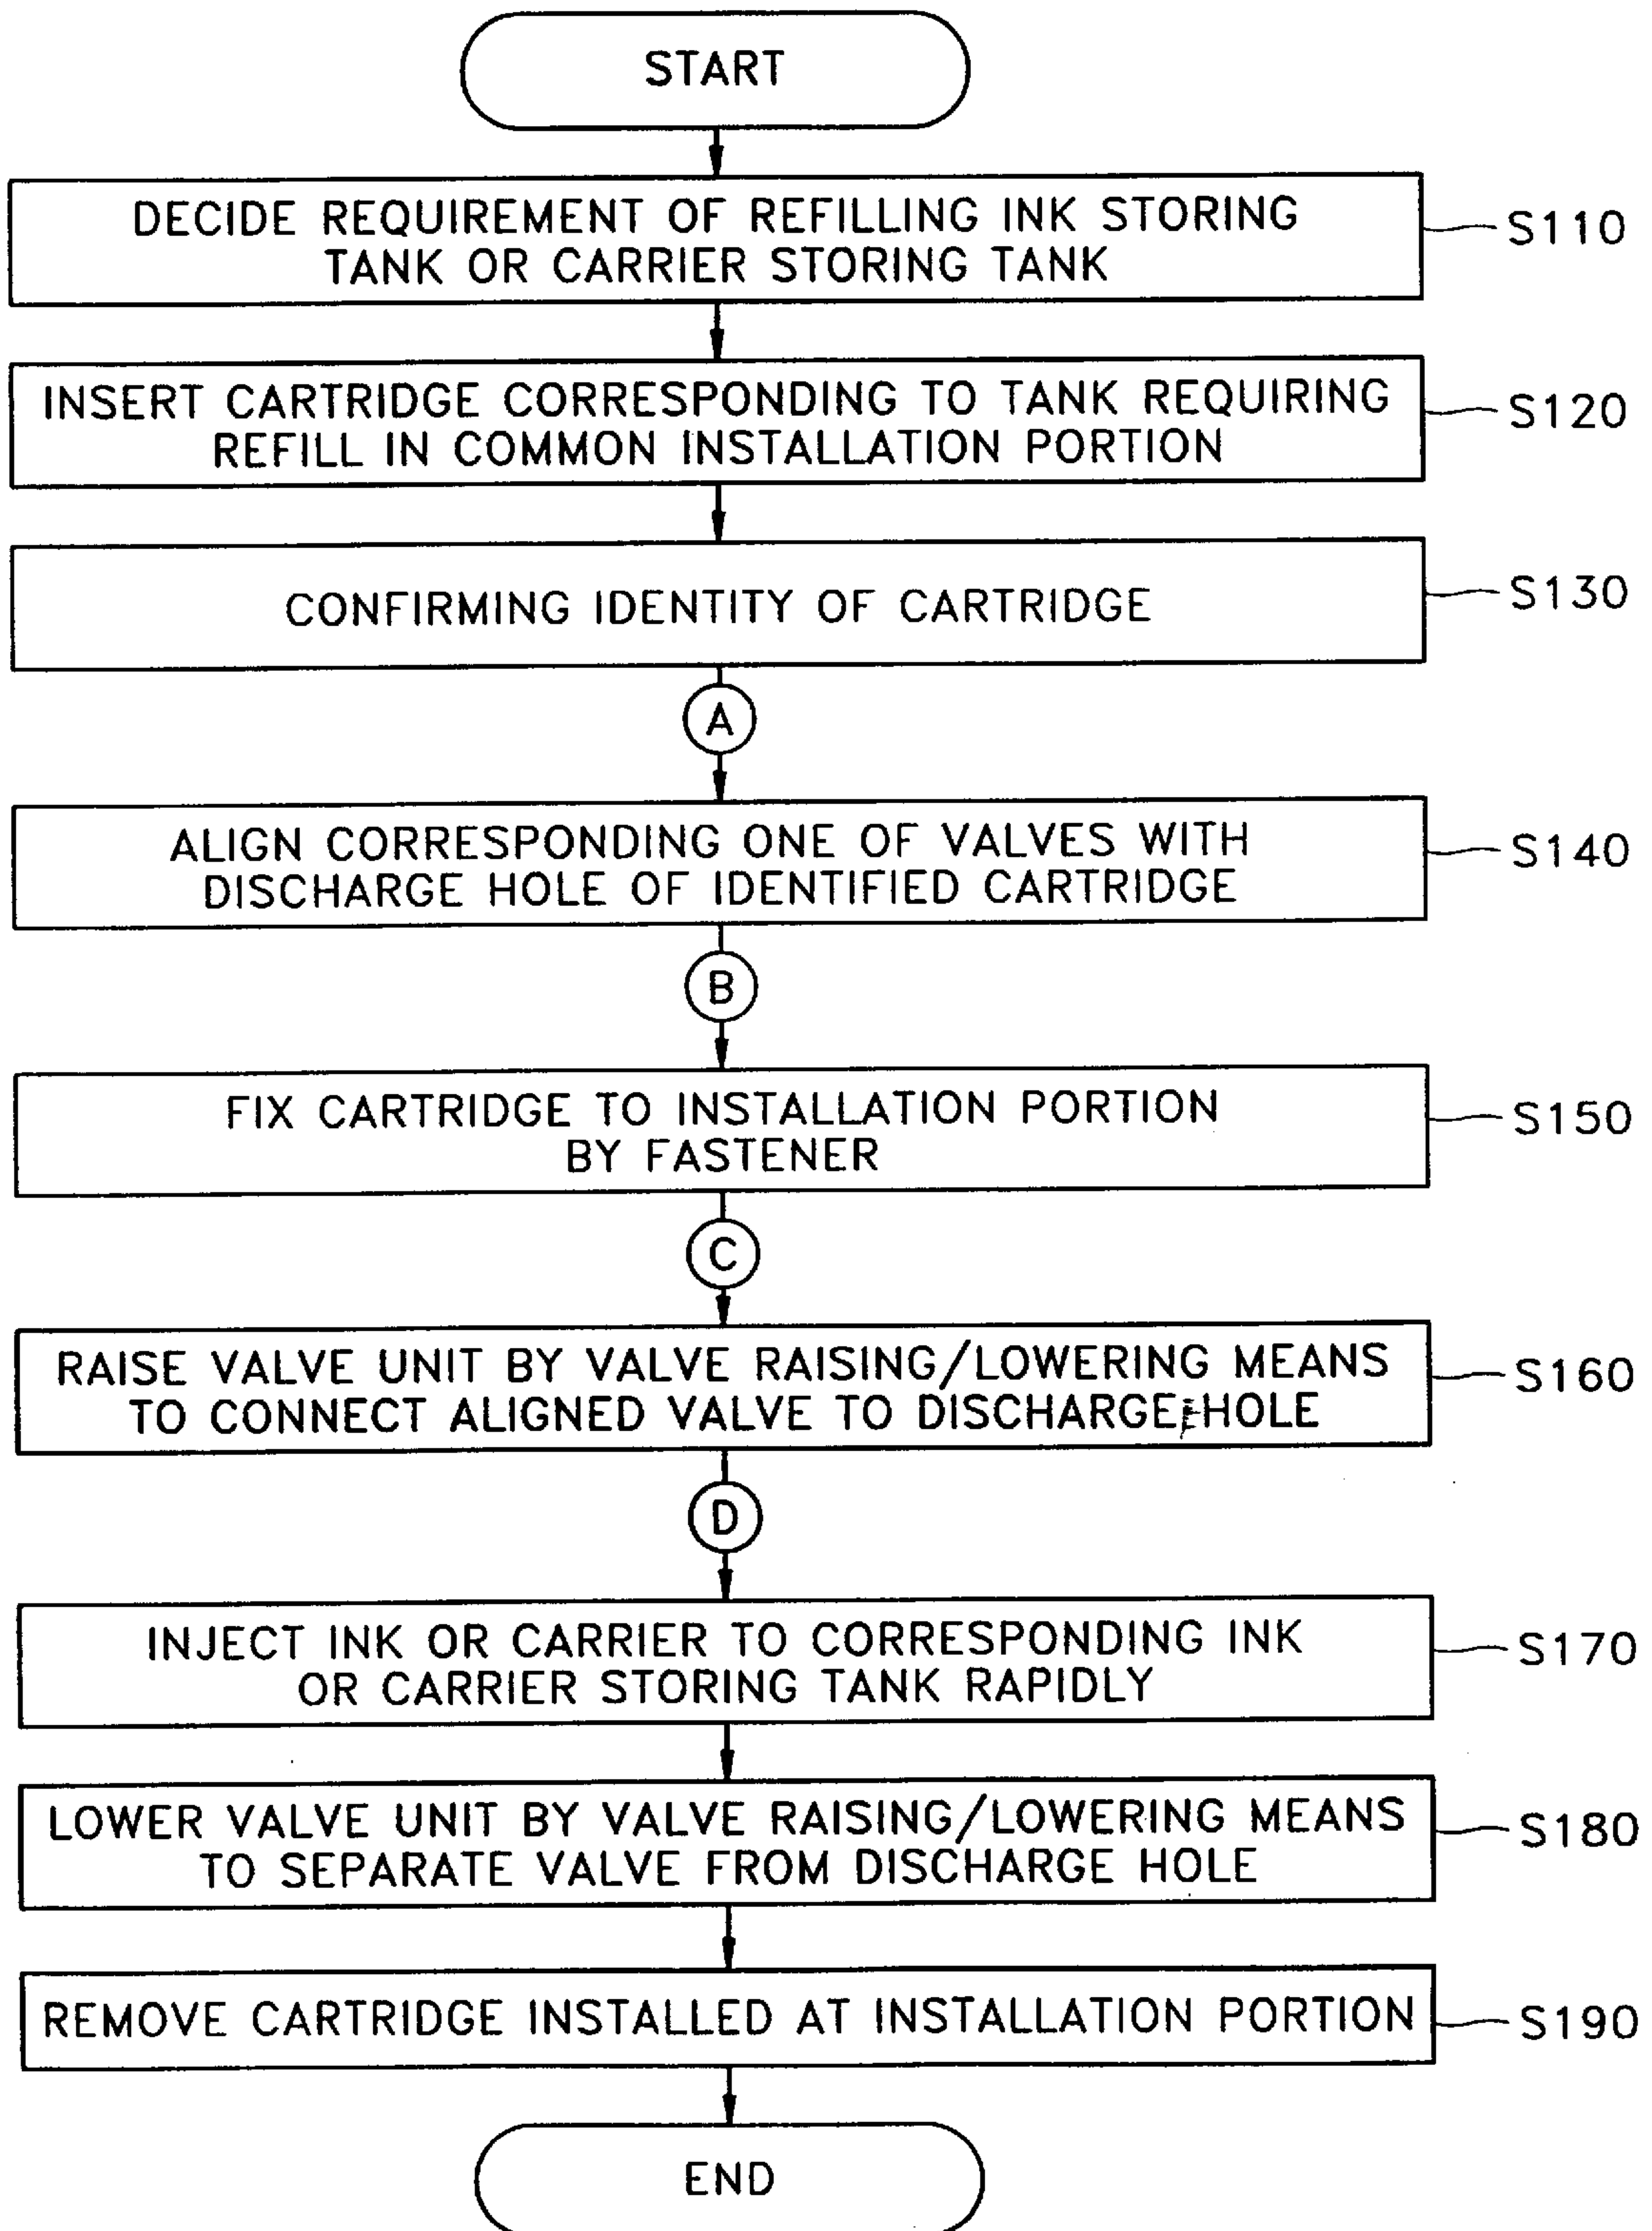 START
DECIDE REQUIREMENT OF REFILLING INK STORING
TANK OR CARRIER STORING TANK
S110
INSERT CARTRIDGE CORRESPONDING TO TANK REQUIRING
REFILL IN COMMON INSTALLATION PORTION
S120
CONFIRMING IDENTITY OF CARTRIDGE
S130
A
ALIGN CORRESPONDING ONE OF VALVES WITH
DISCHARGE HOLE OF IDENTIFIED CARTRIDGE
S140
B
FIX CARTRIDGE TO INSTALLATION PORTION
BY FASTENER
S150
C
RAISE VALVE UNIT BY VALVE RAISING/LOWERING MEANS
TO CONNECT ALIGNED VALVE TO DISCHARGE HOLE
S160
D
INJECT INK OR CARRIER TO CORRESPONDING INK
OR CARRIER STORING TANK RAPIDLY
S170
LOWER VALVE UNIT BY VALVE RAISING/LOWERING MEANS
TO SEPARATE VALVE FROM DISCHARGE HOLE
S180
REMOVE CARTRIDGE INSTALLED AT INSTALLATION PORTION
S190
END